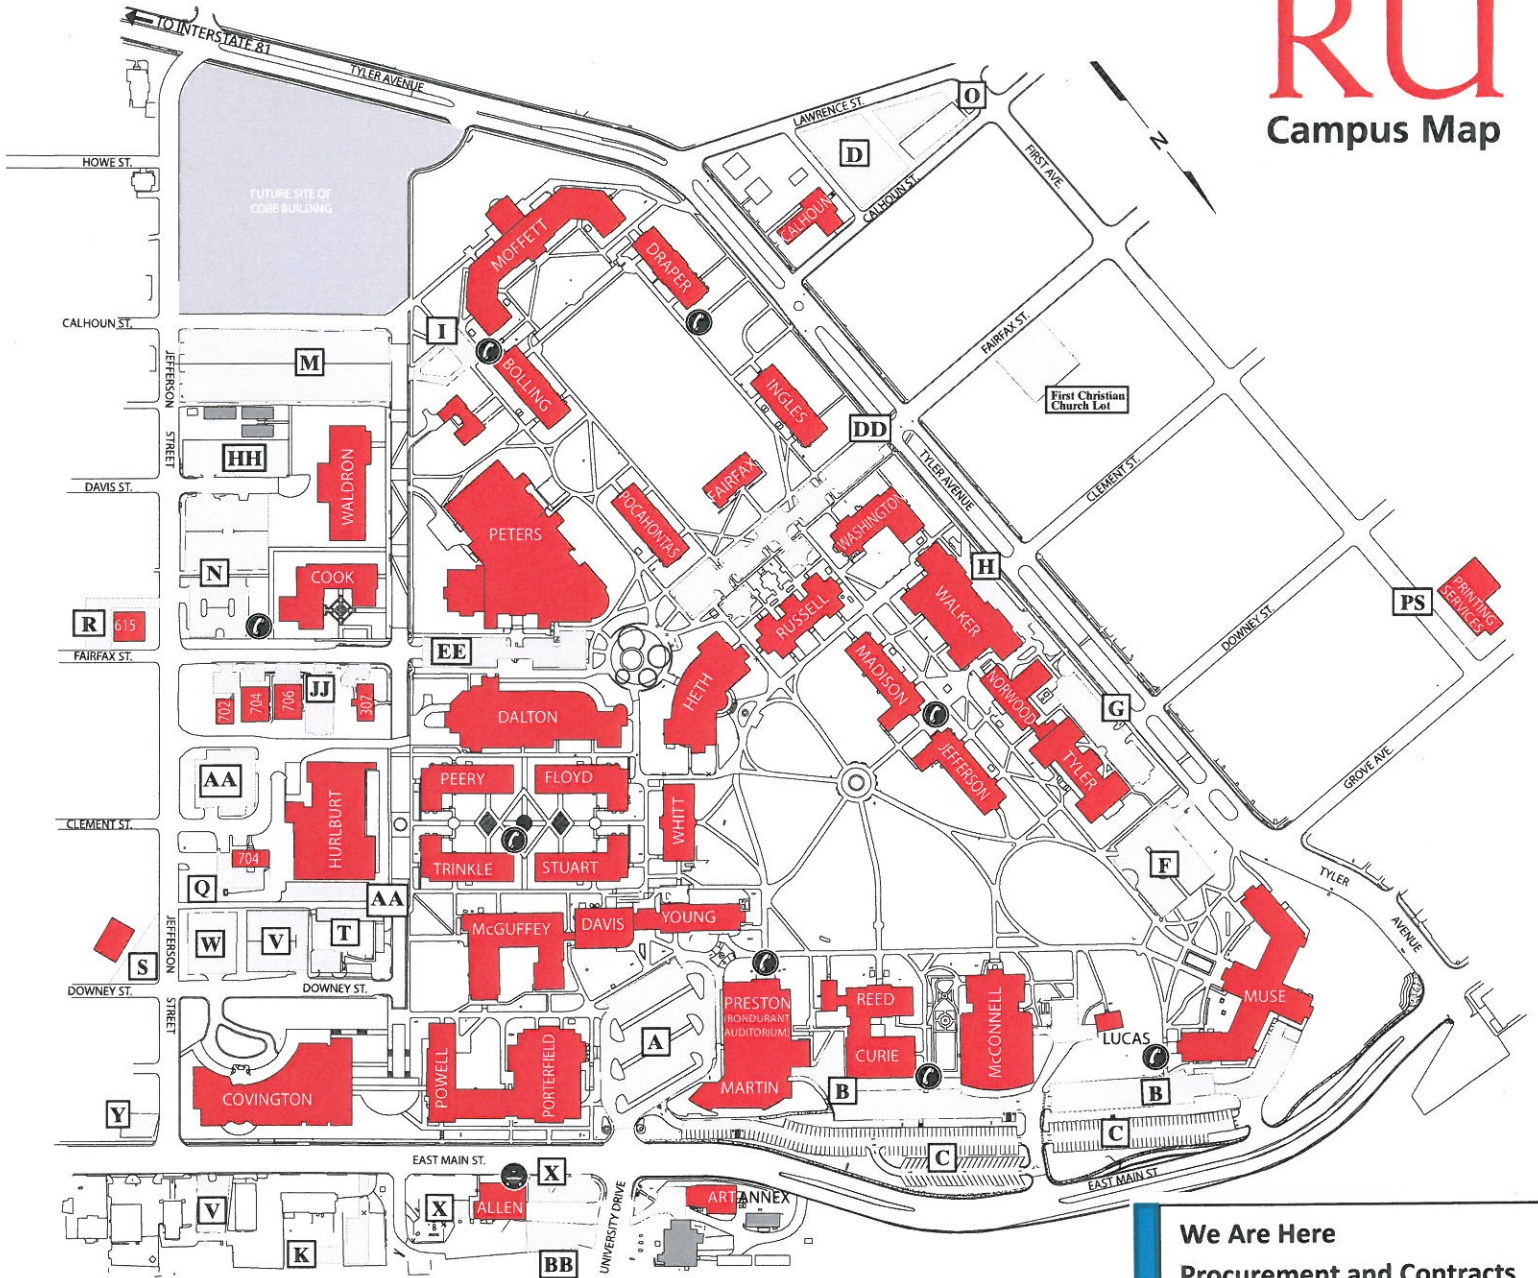 RU
Campus Map
TO INTERSTATE 81
TYLER AVENUE
LAWRENCE ST.
O
D
FIRST AVE.
N
HOWE ST.
CALHOUN
CALHOUN ST.
FUTURE SITE OF
COBE BUILDING
MOFFETT
DRAPER
CALHOUN ST.
I
FAIRFAX ST.
M
JEFFERSON
STREET
BOLLING
INGLES
First Christian
Church Lot
DD
HH
WALDRON
FAIRFAX
TYLER AVENUE
CLEMENT ST.
DAVIS ST.
POCAHONTAS
WASHINGTON
PETERS
N
COOK
H
WALKER
PRINTING
SERVICES
PS
R
615
RUSSELL
DOWNEY ST.
FAIRFAX ST.
EE
MADISON
HETH
NORWOOD
702
704
706
JJ
307
DALTON
G
TYLER
JEFFERSON
GROVE AVE.
AA
PEERY
FLOYD
HURLBURT
WHITT
CLEMENT ST.
704
TRINKLE
STUART
F
TYLER
AVENUE
Q
AA
JEFFERSON
STREET
W
V
T
McGUFFEY
DAVIS
YOUNG
S
DOWNEY ST.
DOWNEY ST.
PRESTON
(BONDURANT
AUDITORIUM)
REED
McCONNELL
MUSE
A
LUCAS
POWELL
PORTERFIELD
CURIE
COVINGTON
MARTIN
B
B
Y
C
C
EAST MAIN ST.
X
EAST MAIN ST.
V
X
ALLEN
UNIVERSITY DRIVE
ART ANNEX
K
BB
We Are Here
Procurement and Contracts